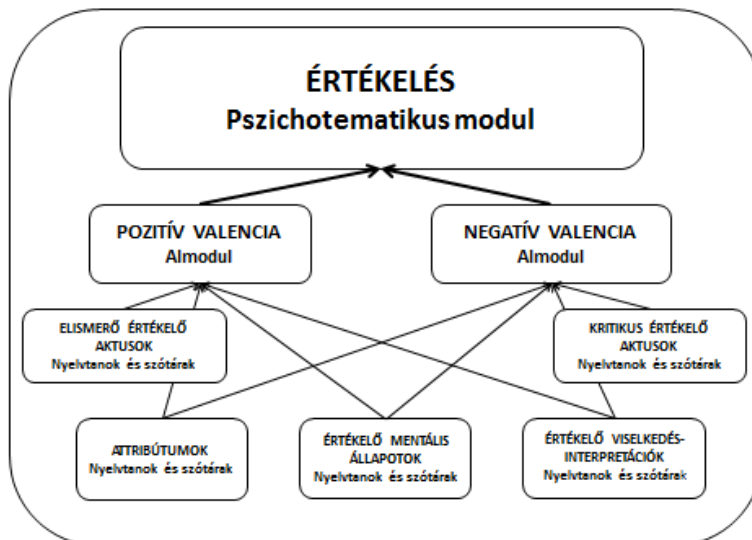 ÉRTÉKELÉS
Pszichotematikus modul
POZITÍV VALENCIA
Almodul
NEGATÍV VALENCIA
Almodul
ELISMERŐ ÉRTÉKELŐ
AKTUSOK
Nyelvtanok és szótárak
KRITIKUS ÉRTÉKELŐ
AKTUSOK
Nyelvtanok és szótárak
ATTRIBÚTUMOK
Nyelvtanok és szótárak
ÉRTÉKELŐ MENTÁLIS
ÁLLAPOTOK
Nyelvtanok és szótárak
ÉRTÉKELŐ VISELKEDÉS-
INTERPRETÁCIÓK
Nyelvtanok és szótárak